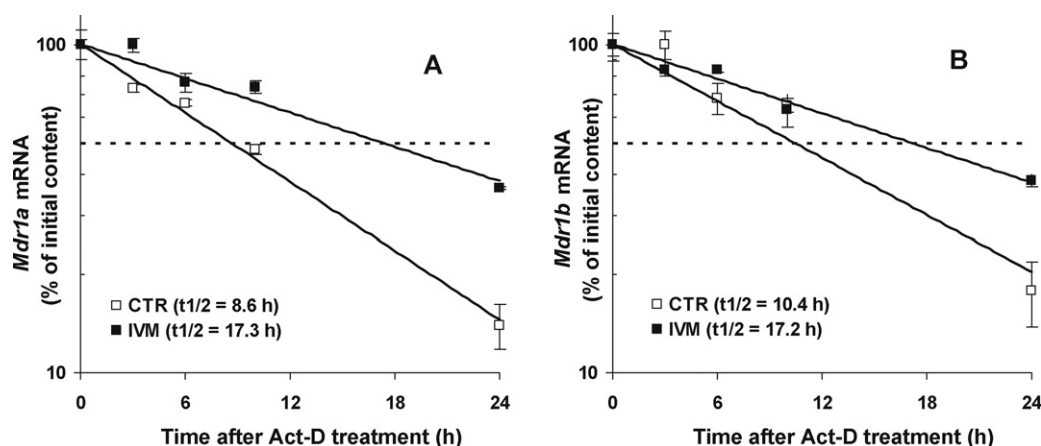 A
100
10
Mdr1a mRNA
(% of initial content)
CTR (t1/2 = 8.6 h)
IVM (t1/2 = 17.3 h)
0 6 12 18 24
Time after Act-D treatment (h)
B
100
10
Mdr1b mRNA
(% of initial content)
CTR (t1/2 = 10.4 h)
IVM (t1/2 = 17.2 h)
0 6 12 18 24
Time after Act-D treatment (h)